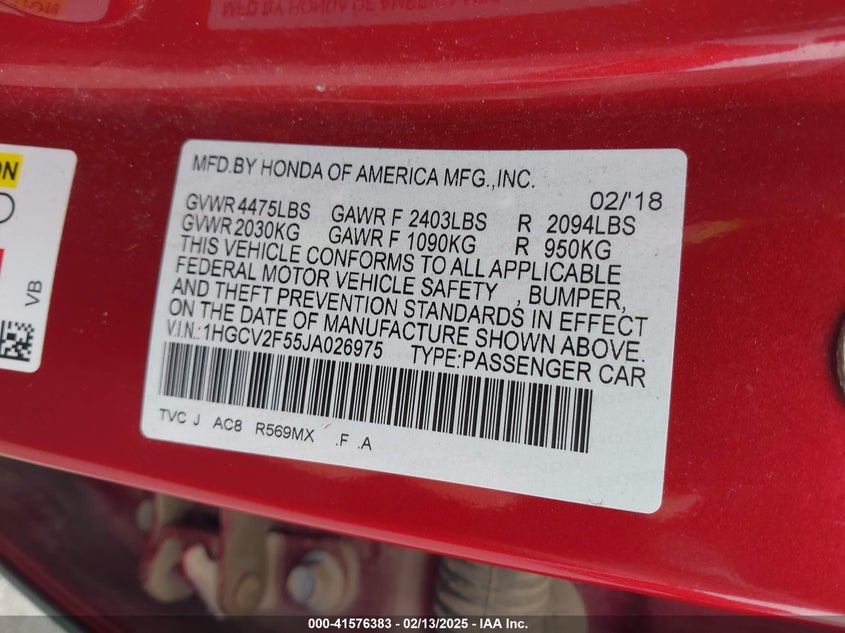 MFD.BY HONDA OF AMERICA MFG.,INC.
02/'18
GVWR 4475LBS GAWR F 2403LBS R 2094LBS
GVWR 2030KG GAWR F 1090KG R 950KG
THIS VEHICLE CONFORMS TO ALL APPLICABLE
FEDERAL MOTOR VEHICLE SAFETY , BUMPER,
AND THEFT PREVENTION STANDARDS IN EFFECT
ON THE DATE OF MANUFACTURE SHOWN ABOVE.
V.I.N.:1HGCV2F55JA026975 TYPE:PASSENGER CAR
TVC J AC8 R569MX .F .A
VB
000-41576383 / 02/13/2025 - IAA Inc.